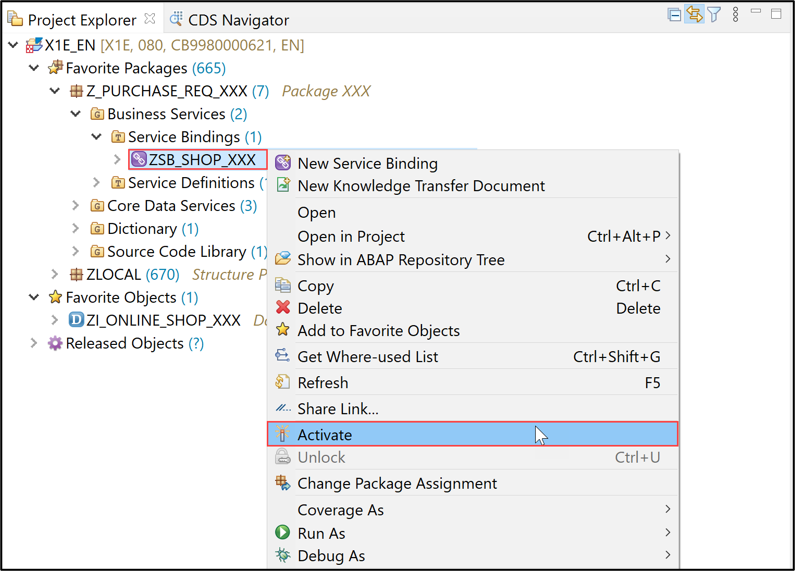 Project Explorer CDS Navigator
X1E_EN [X1E, 080, CB9980000621, EN]
Favorite Packages (665)
Z_PURCHASE_REQ_XXX (7) Package XXX
Business Services (2)
Service Bindings (1)
ZSB_SHOP_XXX
Service Definitions (
Core Data Services (3)
Dictionary (1)
Source Code Library (1)
ZLOCAL (670) Structure P
Favorite Objects (1)
ZI_ONLINE_SHOP_XXX
Released Objects (?)
New Service Binding
New Knowledge Transfer Document
Open
Open in Project Ctrl+Alt+P
Show in ABAP Repository Tree
Copy Ctrl+C
Delete Delete
Add to Favorite Objects
Get Where-used List Ctrl+Shift+G
Refresh F5
Share Link...
Activate
Unlock Ctrl+U
Change Package Assignment
Coverage As
Run As
Debug As